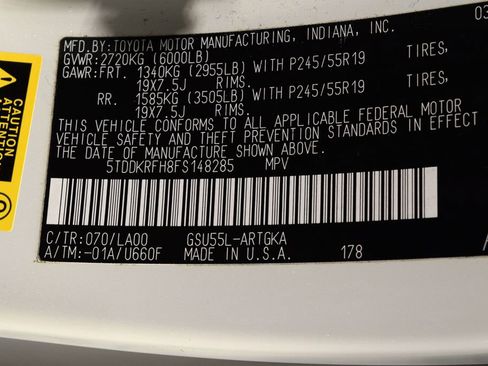 03
MFD.BY: TOYOTA MOTOR MANUFACTURING, INDIANA, INC.
GVWR: 2720KG (6000LB)
GAWR: FRT. 1340KG (2955LB) WITH P245/55R19 TIRES,
19X7.5J RIMS.
RR. 1585KG (3505LB) WITH P245/55R19 TIRES,
19X7.5J RIMS.
THIS VEHICLE CONFORMS TO ALL APPLICABLE FEDERAL MOTOR
VEHICLE SAFETY AND THEFT PREVENTION STANDARDS IN EFFECT
ON THE DATE OF MANUFACTURE SHOWN ABOVE.
5TDDKRFH8FS148285 MPV
C/TR: 070/LA00 GSU55L-ARTGKA
A/TM: -01A/U660F MADE IN U.S.A. 178
CAUTION
ATTENTION